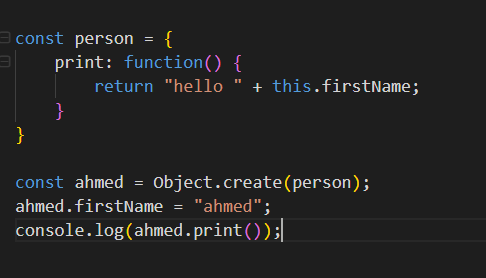 const person = {
    print: function() {
        return "hello " + this.firstName;
    }
}
const ahmed = Object.create(person);
ahmed.firstName = "ahmed";
console.log(ahmed.print());